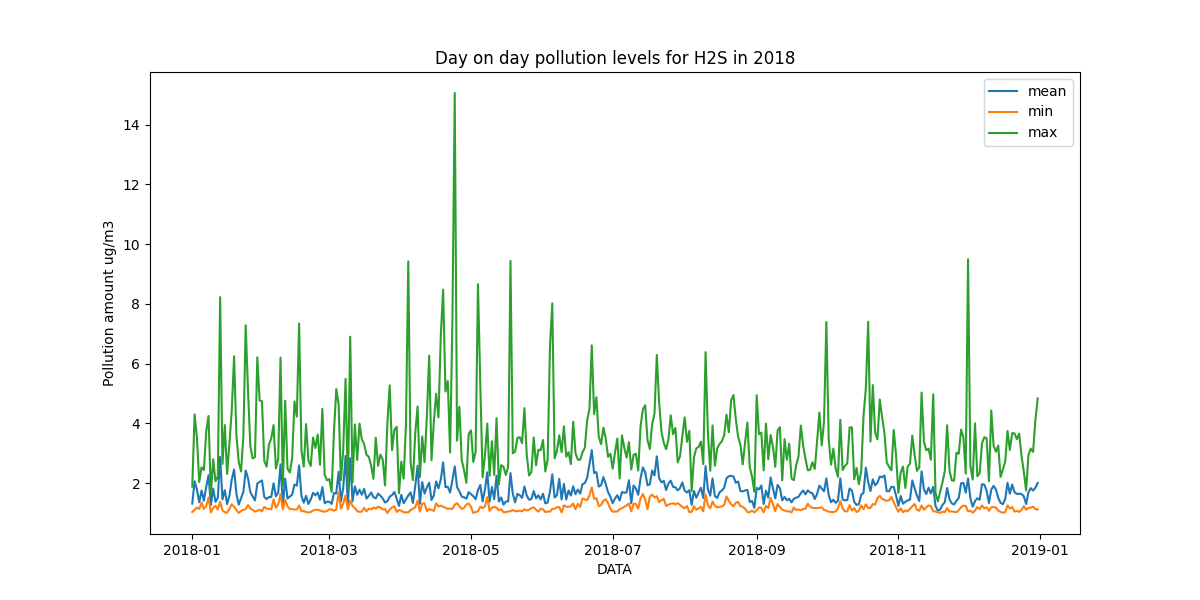 Day on day pollution levels for H2S in 2018
mean
min
max
Pollution amount ug/m3
14
12
10
8
6
4
2
2018-01
2018-03
2018-05
2018-07
2018-09
2018-11
2019-01
DATA